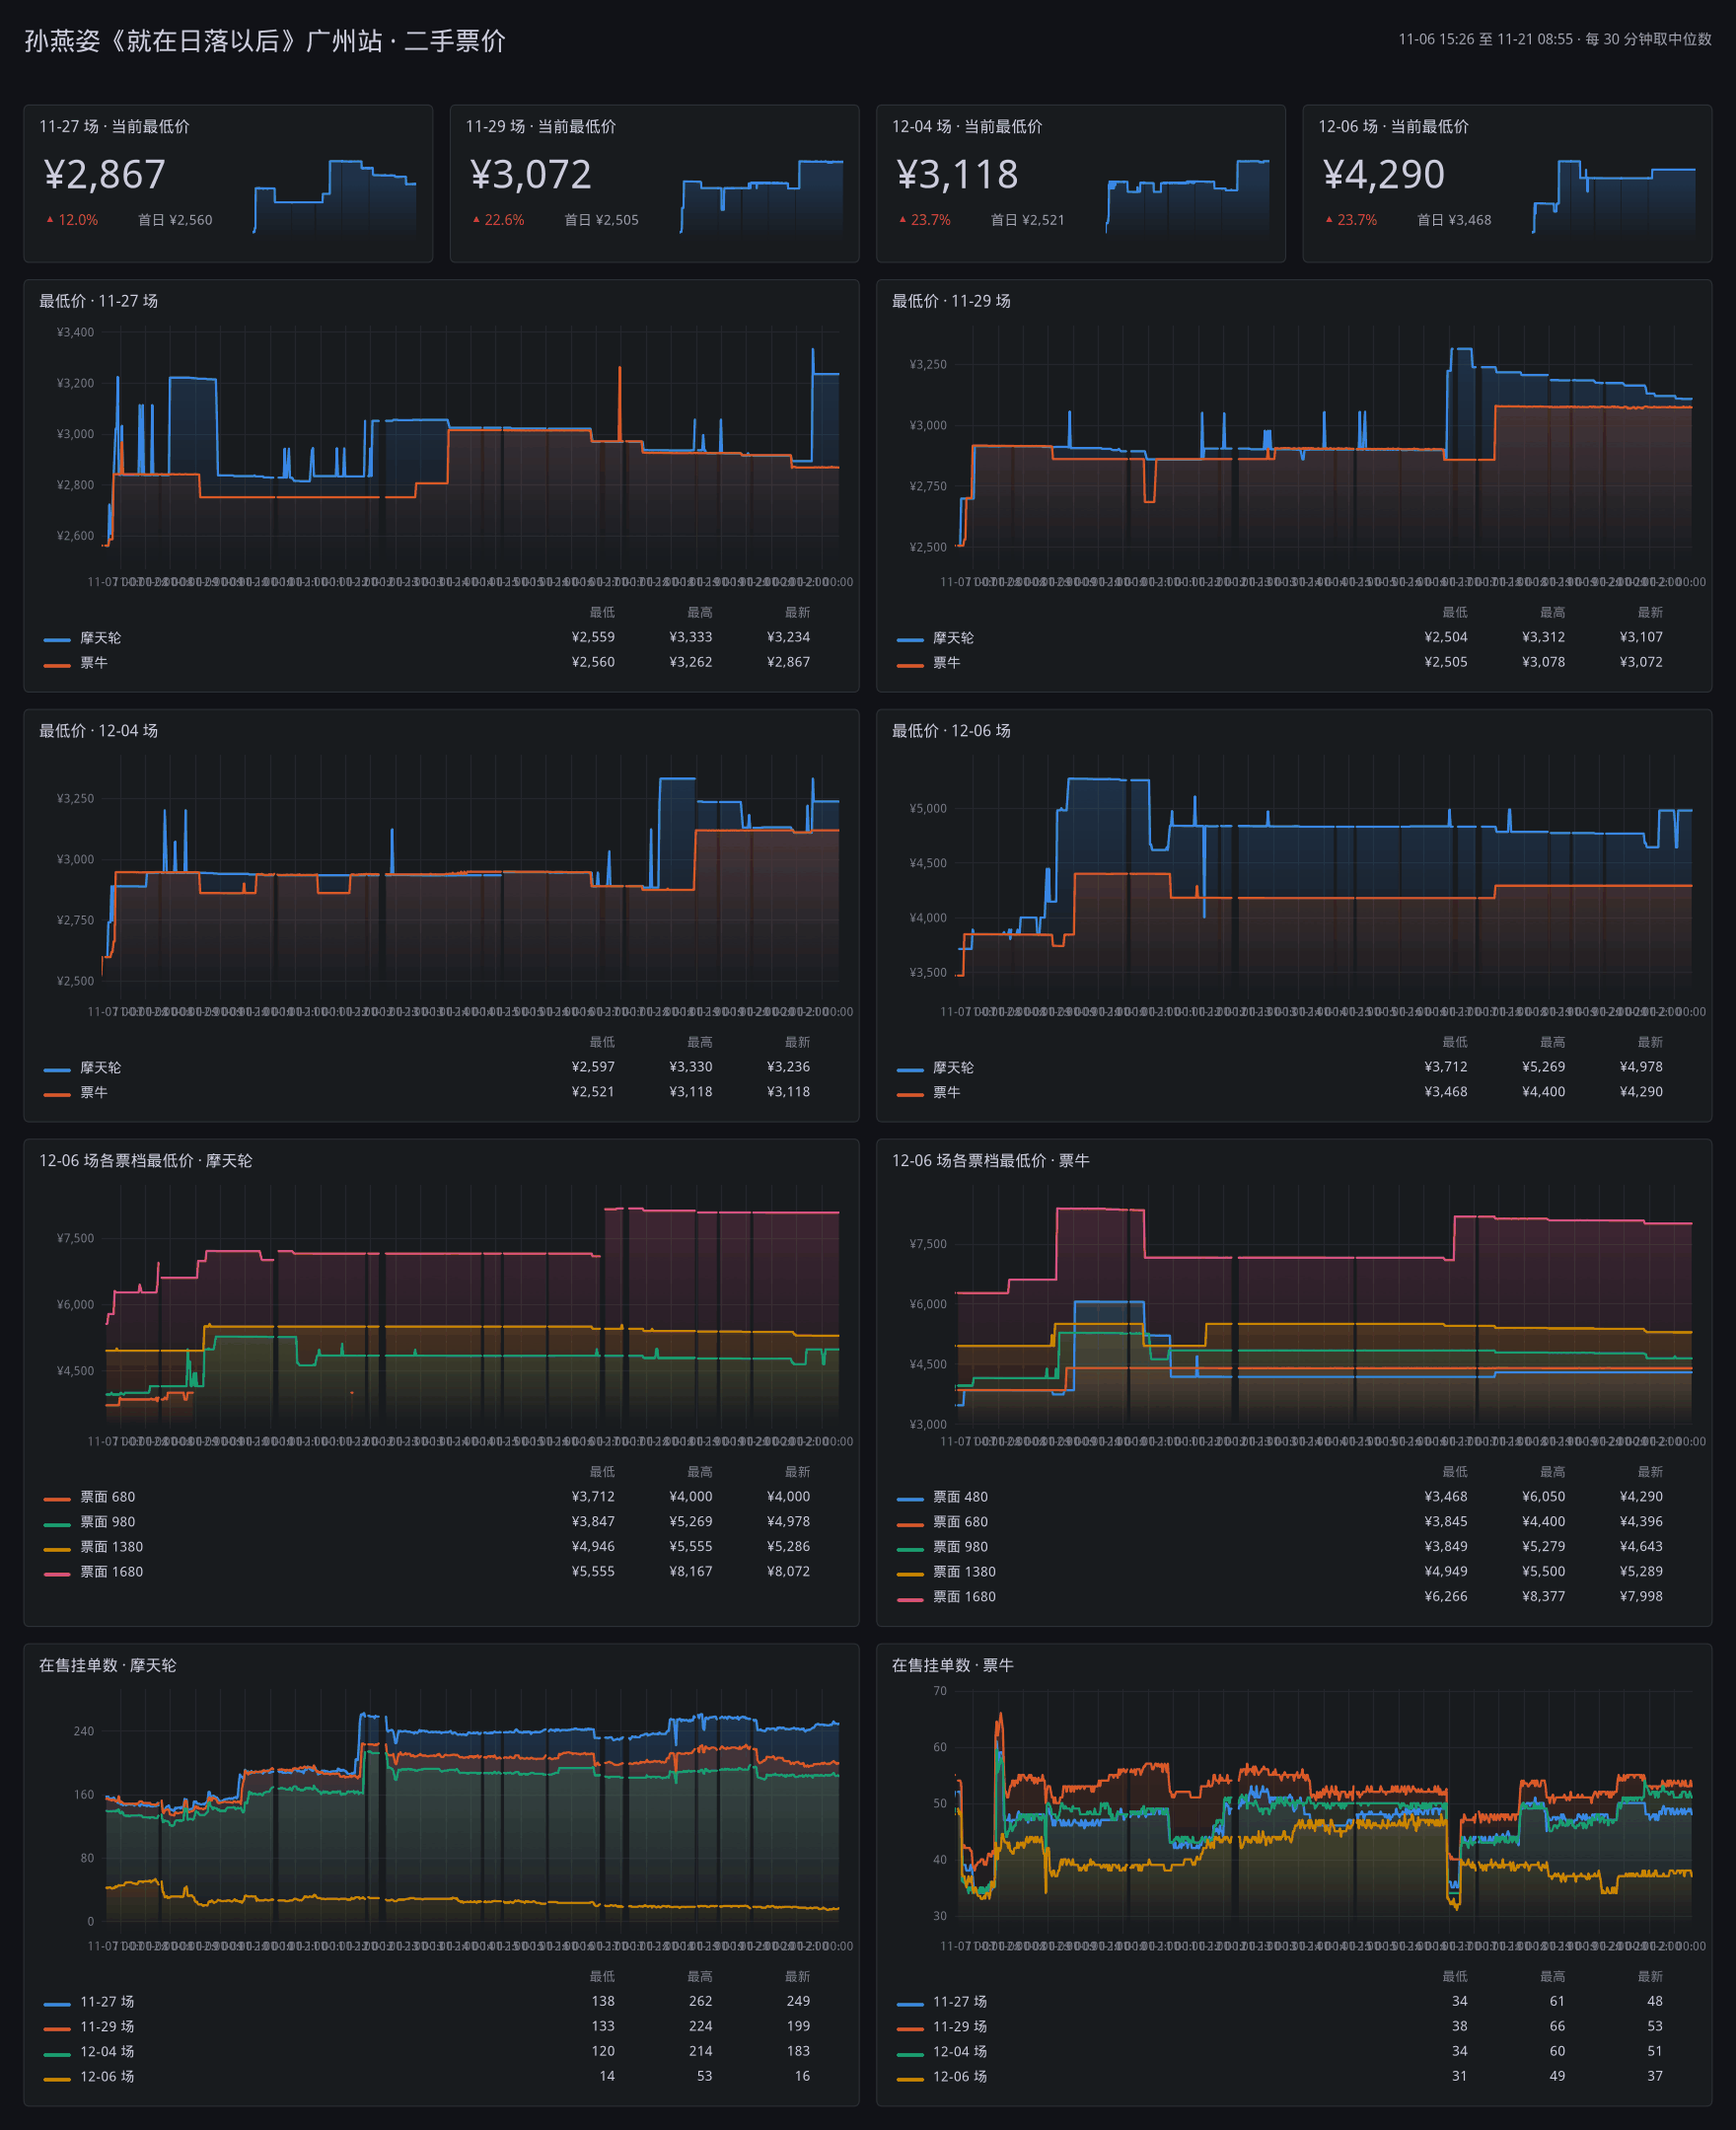 孙燕姿《就在日落以后》广州站 · 二手票价
11-06 15:26 至 11-21 08:55 · 每 30 分钟取中位数
11-27 场 · 当前最低价
¥2,867
▲ 12.0% 首日 ¥2,560
11-29 场 · 当前最低价
¥3,072
▲ 22.6% 首日 ¥2,505
12-04 场 · 当前最低价
¥3,118
▲ 23.7% 首日 ¥2,521
12-06 场 · 当前最低价
¥4,290
▲ 23.7% 首日 ¥3,468
最低价 · 11-27 场
¥3,400
¥3,200
¥3,000
¥2,800
¥2,600
最低 最高 最新
摩天轮 ¥2,559 ¥3,333 ¥3,234
票牛 ¥2,560 ¥3,262 ¥2,867
最低价 · 11-29 场
¥3,250
¥3,000
¥2,750
¥2,500
最低 最高 最新
摩天轮 ¥2,504 ¥3,312 ¥3,107
票牛 ¥2,505 ¥3,078 ¥3,072
最低价 · 12-04 场
¥3,250
¥3,000
¥2,750
¥2,500
最低 最高 最新
摩天轮 ¥2,597 ¥3,330 ¥3,236
票牛 ¥2,521 ¥3,118 ¥3,118
最低价 · 12-06 场
¥5,000
¥4,500
¥4,000
¥3,500
最低 最高 最新
摩天轮 ¥3,712 ¥5,269 ¥4,978
票牛 ¥3,468 ¥4,400 ¥4,290
12-06 场各票档最低价 · 摩天轮
¥7,500
¥6,000
¥4,500
最低 最高 最新
票面 680 ¥3,712 ¥4,000 ¥4,000
票面 980 ¥3,847 ¥5,269 ¥4,978
票面 1380 ¥4,946 ¥5,555 ¥5,286
票面 1680 ¥5,555 ¥8,167 ¥8,072
12-06 场各票档最低价 · 票牛
¥7,500
¥6,000
¥4,500
¥3,000
最低 最高 最新
票面 480 ¥3,468 ¥6,050 ¥4,290
票面 680 ¥3,845 ¥4,400 ¥4,396
票面 980 ¥3,849 ¥5,279 ¥4,643
票面 1380 ¥4,949 ¥5,500 ¥5,289
票面 1680 ¥6,266 ¥8,377 ¥7,998
在售挂单数 · 摩天轮
240
160
80
0
最低 最高 最新
11-27 场 138 262 249
11-29 场 133 224 199
12-04 场 120 214 183
12-06 场 14 53 16
在售挂单数 · 票牛
70
60
50
40
30
最低 最高 最新
11-27 场 34 61 48
11-29 场 38 66 53
12-04 场 34 60 51
12-06 场 31 49 37